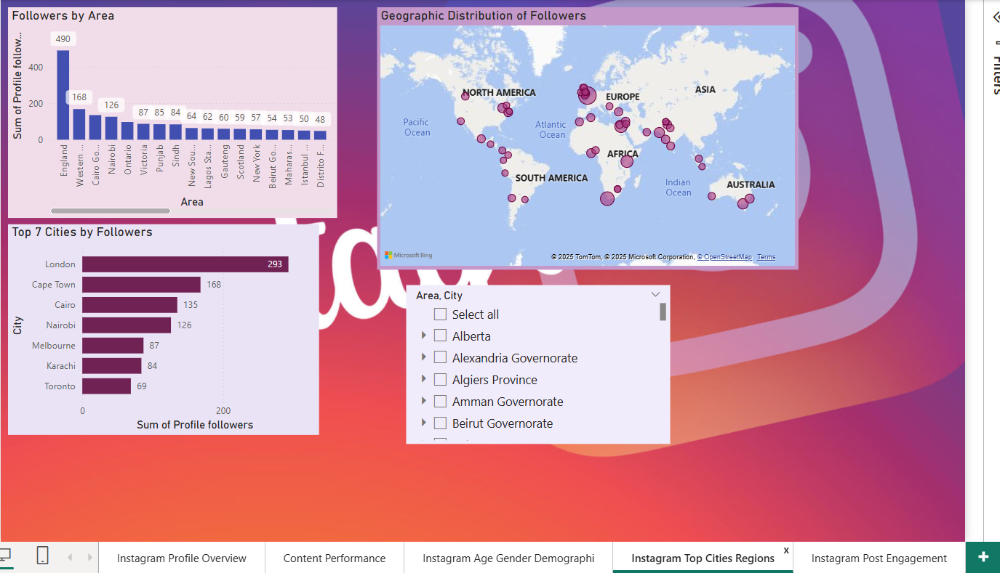 Followers by Area
Sum of Profile follow...
400
200
0
490
168
126
87
85
84
64
62
60
59
57
54
53
50
48
England
Western ...
Cairo Go...
Nairobi
Ontario
Victoria
Punjab
Sindh
New Sou...
Lagos Sta...
Gauteng
Scotland
New York
Beirut Go...
Maharas...
Istanbul ...
Distrito F...
Area
Geographic Distribution of Followers
NORTH AMERICA
EUROPE
ASIA
Pacific
Ocean
Atlantic
Ocean
AFRICA
SOUTH AMERICA
Indian
Ocean
AUSTRALIA
Microsoft Bing
© 2025 TomTom, © 2025 Microsoft Corporation, © OpenStreetMap Terms
Filters
Top 7 Cities by Followers
City
London 293
Cape Town 168
Cairo 135
Nairobi 126
Melbourne 87
Karachi 84
Toronto 69
0 200
Sum of Profile followers
Area, City
Select all
Alberta
Alexandria Governorate
Algiers Province
Amman Governorate
Beirut Governorate
Instagram Profile Overview
Content Performance
Instagram Age Gender Demographi
Instagram Top Cities Regions
x
Instagram Post Engagement
+